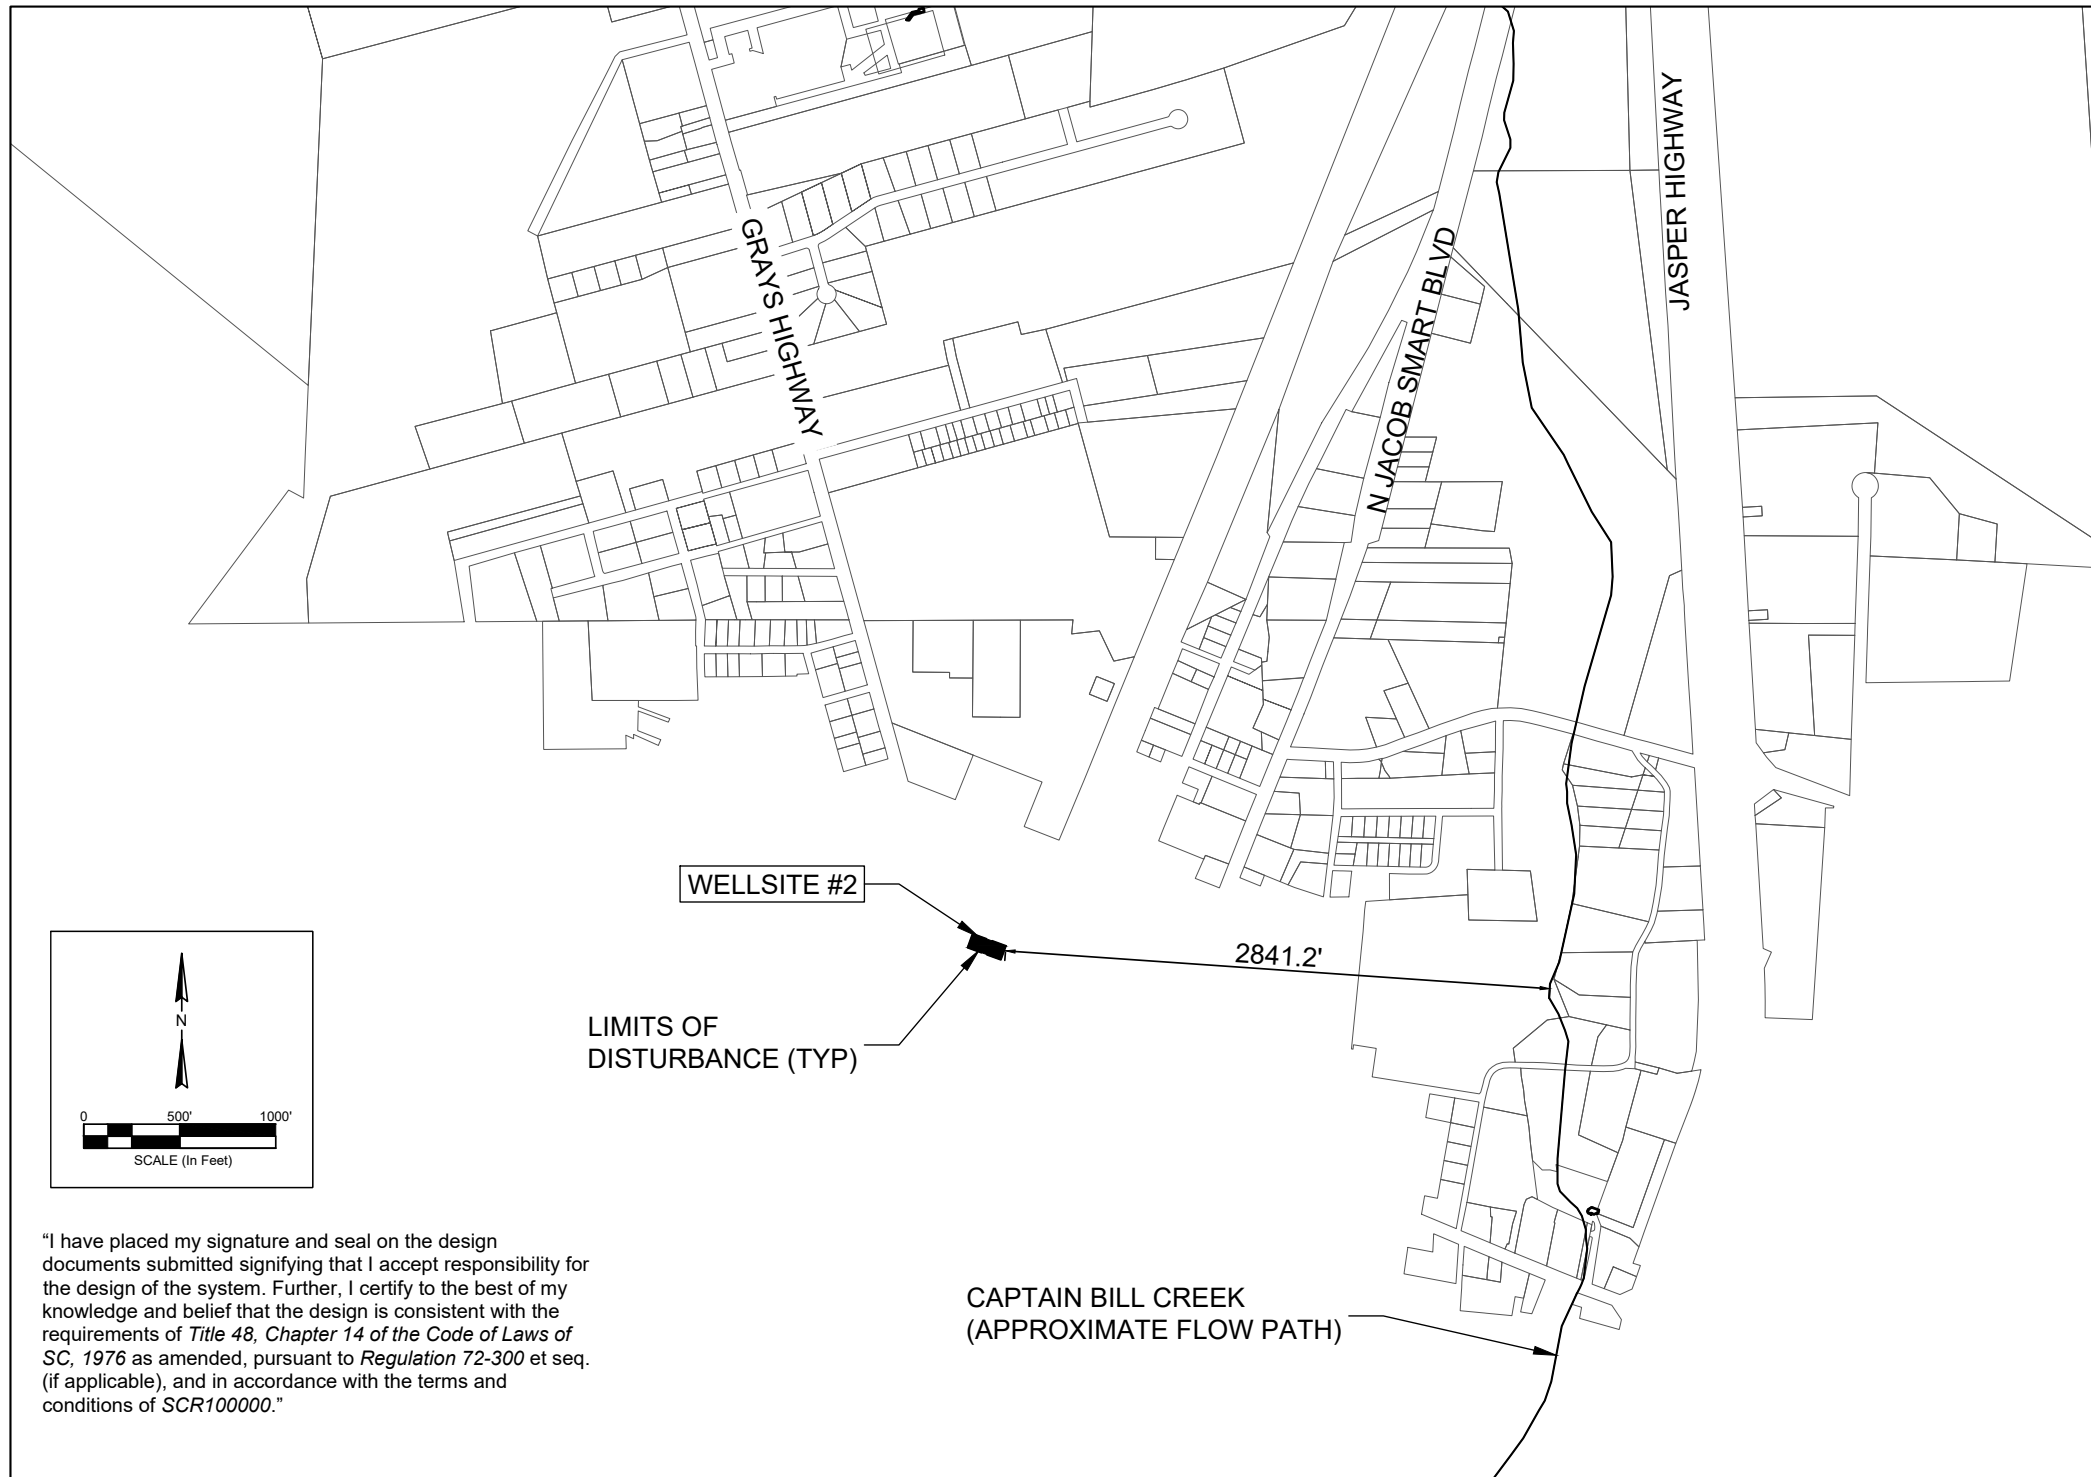 GRAYS HIGHWAY
N JACOB SMART BLVD
JASPER HIGHWAY
WELLSITE #2
2841.2'
LIMITS OF
DISTURBANCE (TYP)
N
0 500' 1000'
SCALE (In Feet)
“I have placed my signature and seal on the design
documents submitted signifying that I accept responsibility for
the design of the system. Further, I certify to the best of my
knowledge and belief that the design is consistent with the
requirements of Title 48, Chapter 14 of the Code of Laws of
SC, 1976 as amended, pursuant to Regulation 72-300 et seq.
(if applicable), and in accordance with the terms and
conditions of SCR100000.”
CAPTAIN BILL CREEK
(APPROXIMATE FLOW PATH)